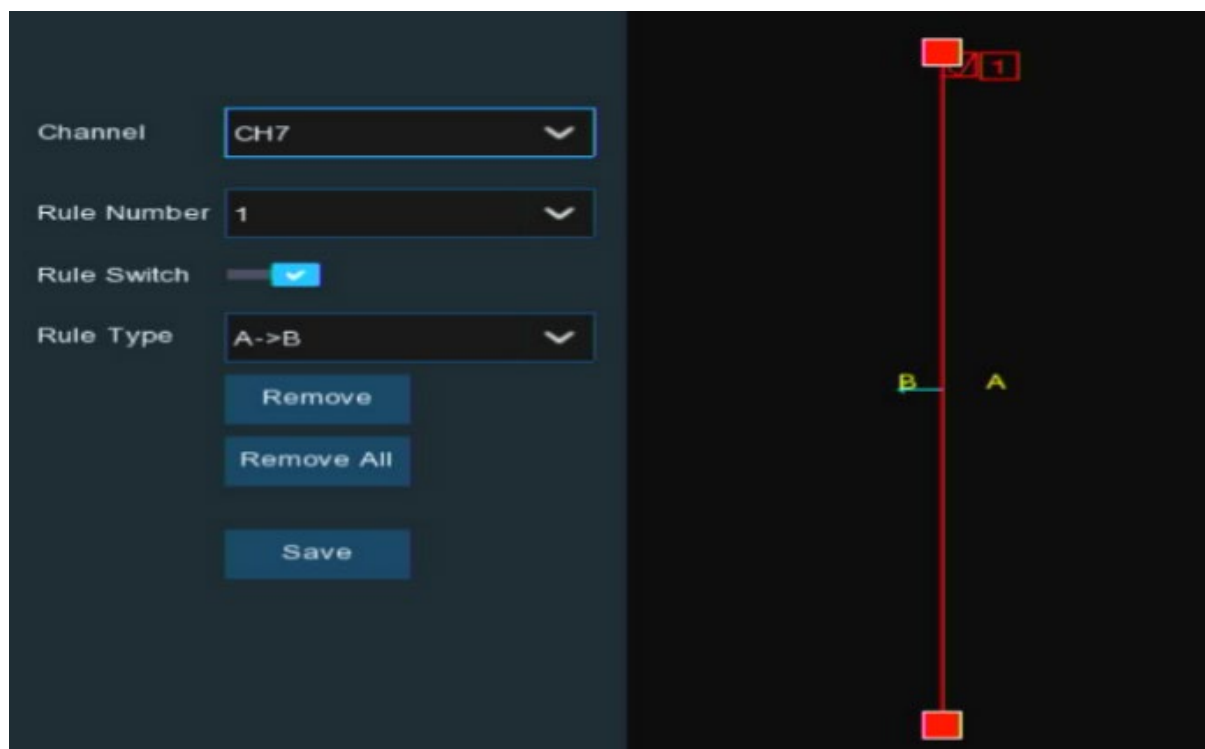 Channel CH7
Rule Number 1
Rule Switch
Rule Type A->B
Remove
Remove All
Save
1
B A